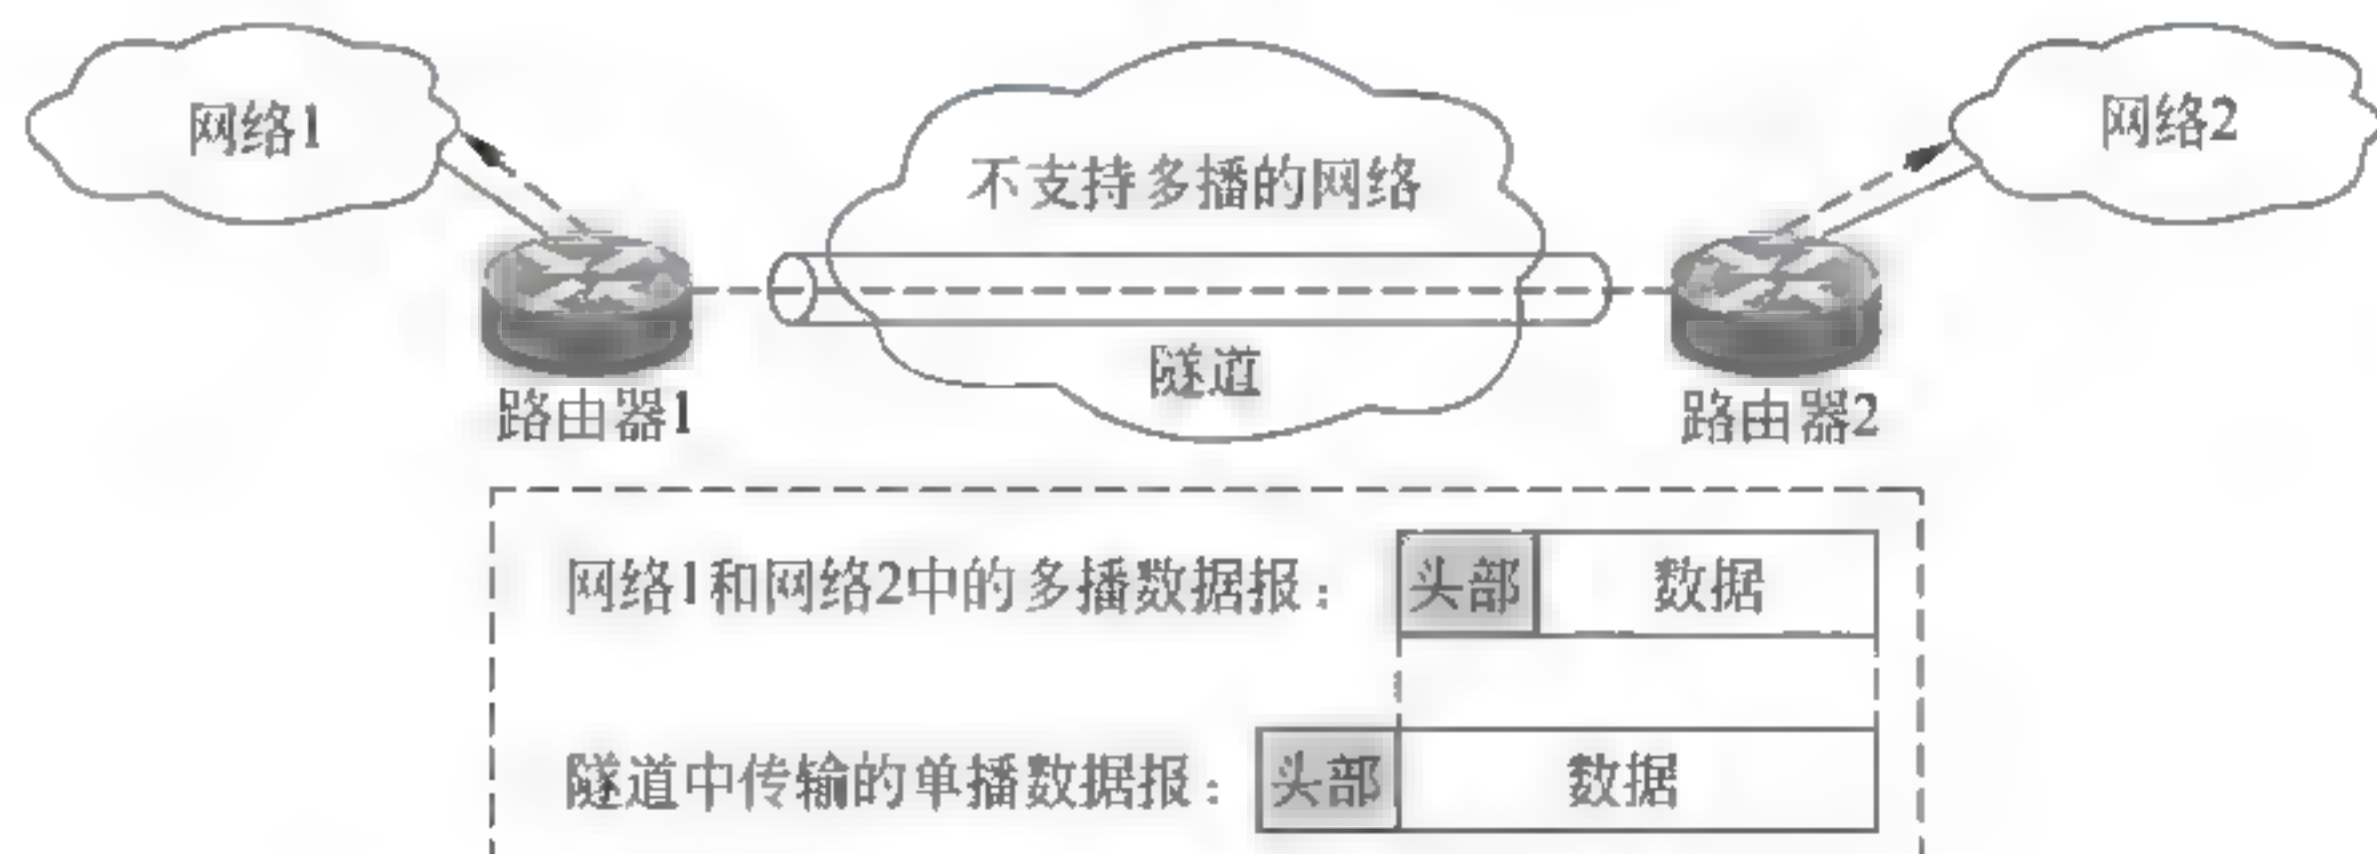 网络1
网络2
不支持多播的网络
隧道
路由器1
路由器2
网络1和网络2中的多播数据报：
头部
数据
隧道中传输的单播数据报：
头部
数据